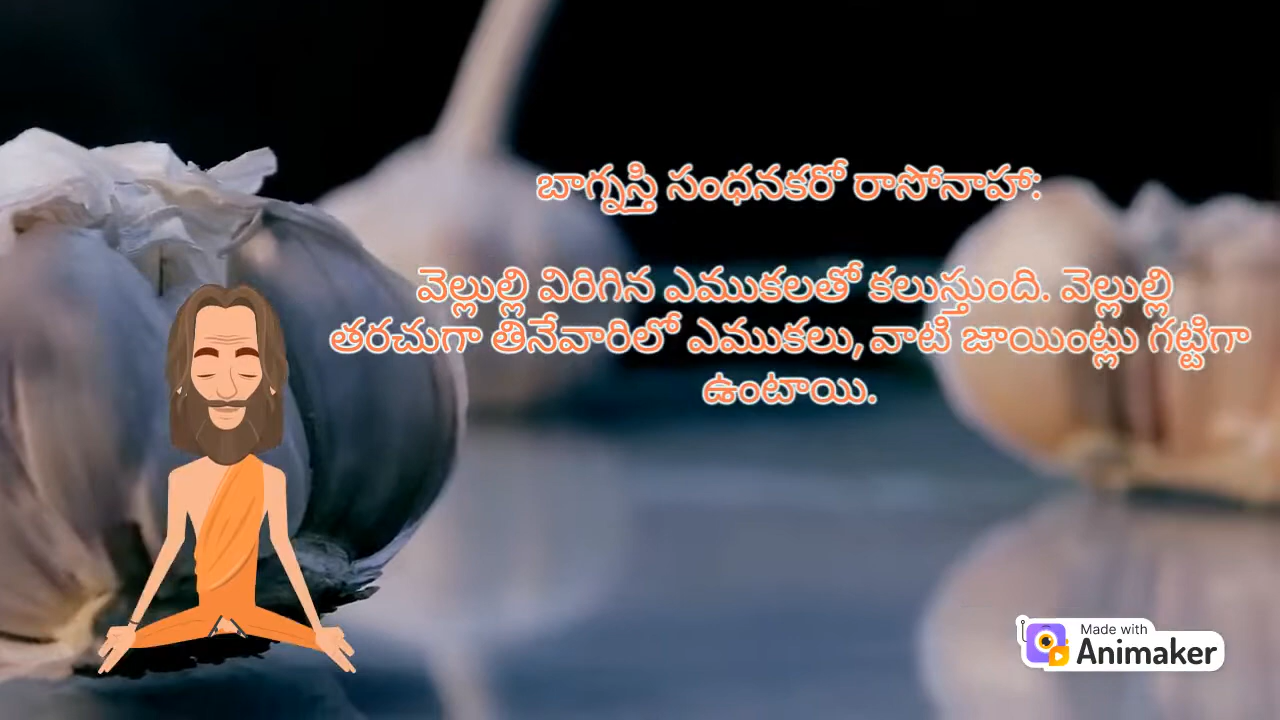 బాగ్నస్తి సంధనకరో రాసోనాహా:
వెల్లుల్లి విరిగిన ఎముకలతో కలుస్తుంది. వెల్లుల్లి
తరచుగా తినేవారిలో ఎముకలు, వాటి జాయింట్లు గట్టిగా
ఉంటాయి.
Made with
Animaker